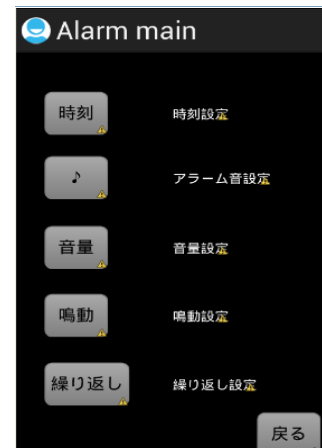 Alarm main
時刻 時刻設定
♪ アラーム音設定
音量 音量設定
鳴動 鳴動設定
繰り返し 繰り返し設定
戻る